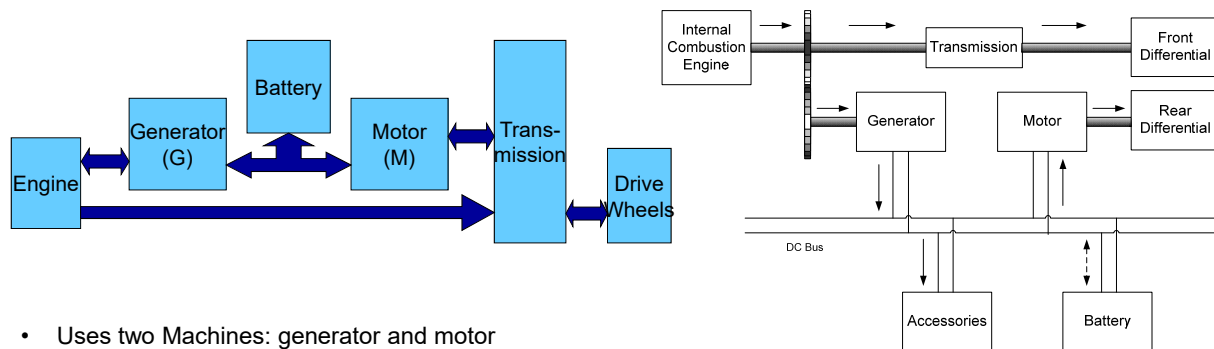 Battery
Generator
(G)
Motor
(M)
Trans-
mission
Engine
Drive
Wheels
Internal
Combustion
Engine
Transmission
Front
Differential
Generator
Motor
Rear
Differential
DC Bus
Accessories
Battery
• Uses two Machines: generator and motor